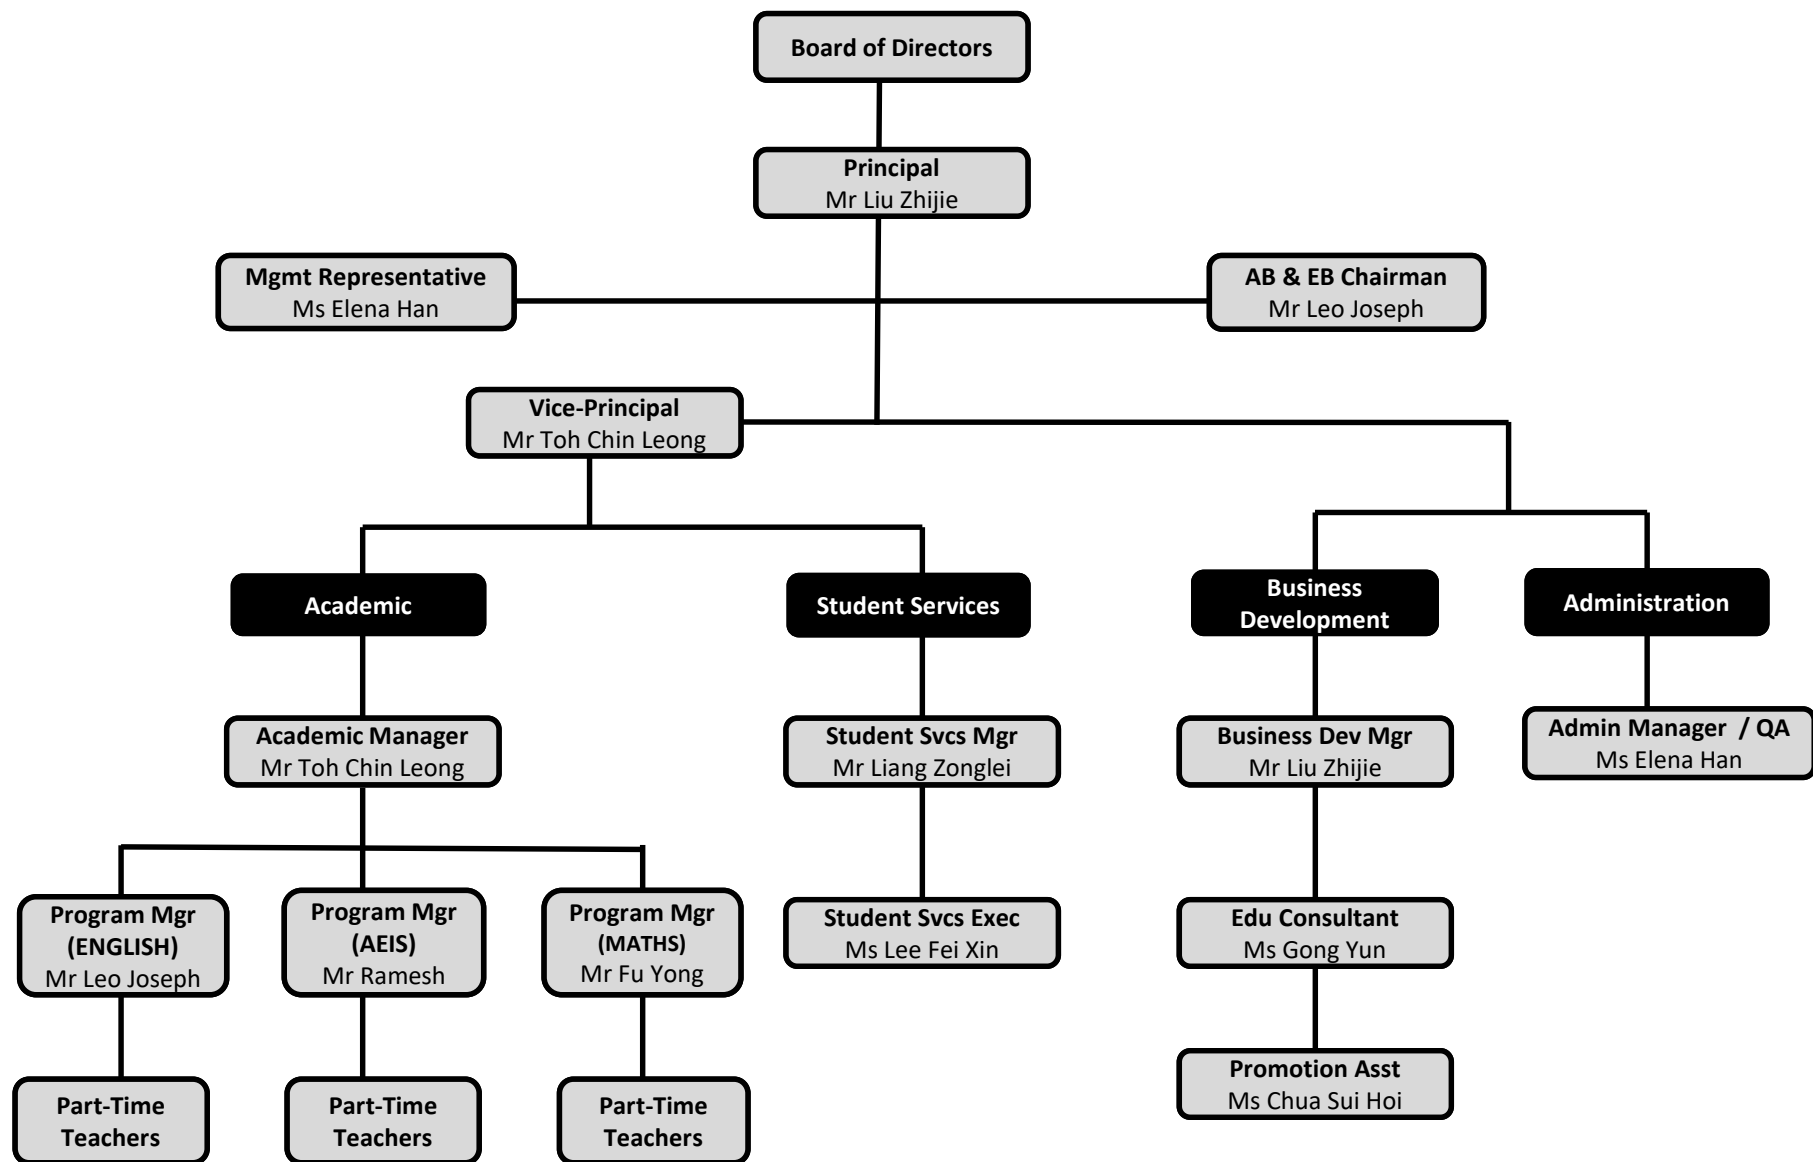 Board of Directors
Principal
Mr Liu Zhijie
Mgmt Representative
Ms Elena Han
AB & EB Chairman
Mr Leo Joseph
Vice-Principal
Mr Toh Chin Leong
Academic
Student Services
Business
Development
Administration
Academic Manager
Mr Toh Chin Leong
Student Svcs Mgr
Mr Liang Zonglei
Business Dev Mgr
Mr Liu Zhijie
Admin Manager / QA
Ms Elena Han
Program Mgr
(ENGLISH)
Mr Leo Joseph
Program Mgr
(AEIS)
Mr Ramesh
Program Mgr
(MATHS)
Mr Fu Yong
Student Svcs Exec
Ms Lee Fei Xin
Edu Consultant
Ms Gong Yun
Promotion Asst
Ms Chua Sui Hoi
Part-Time
Teachers
Part-Time
Teachers
Part-Time
Teachers